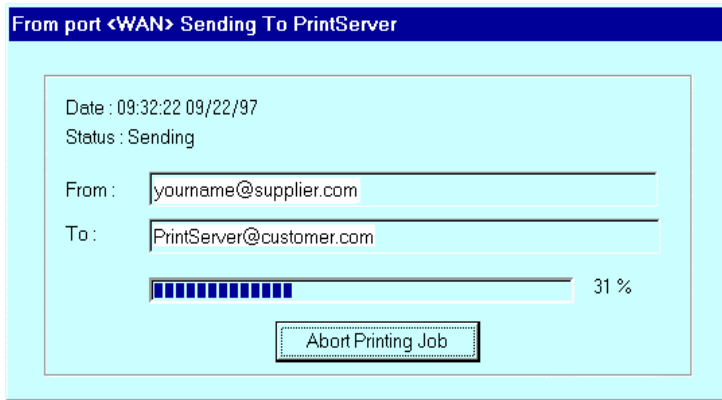 From port <WAN> Sending To PrintServer
Date : 09:32:22 09/22/97
Status : Sending
From : yourname@supplier.com
To : PrintServer@customer.com
31 %
Abort Printing Job